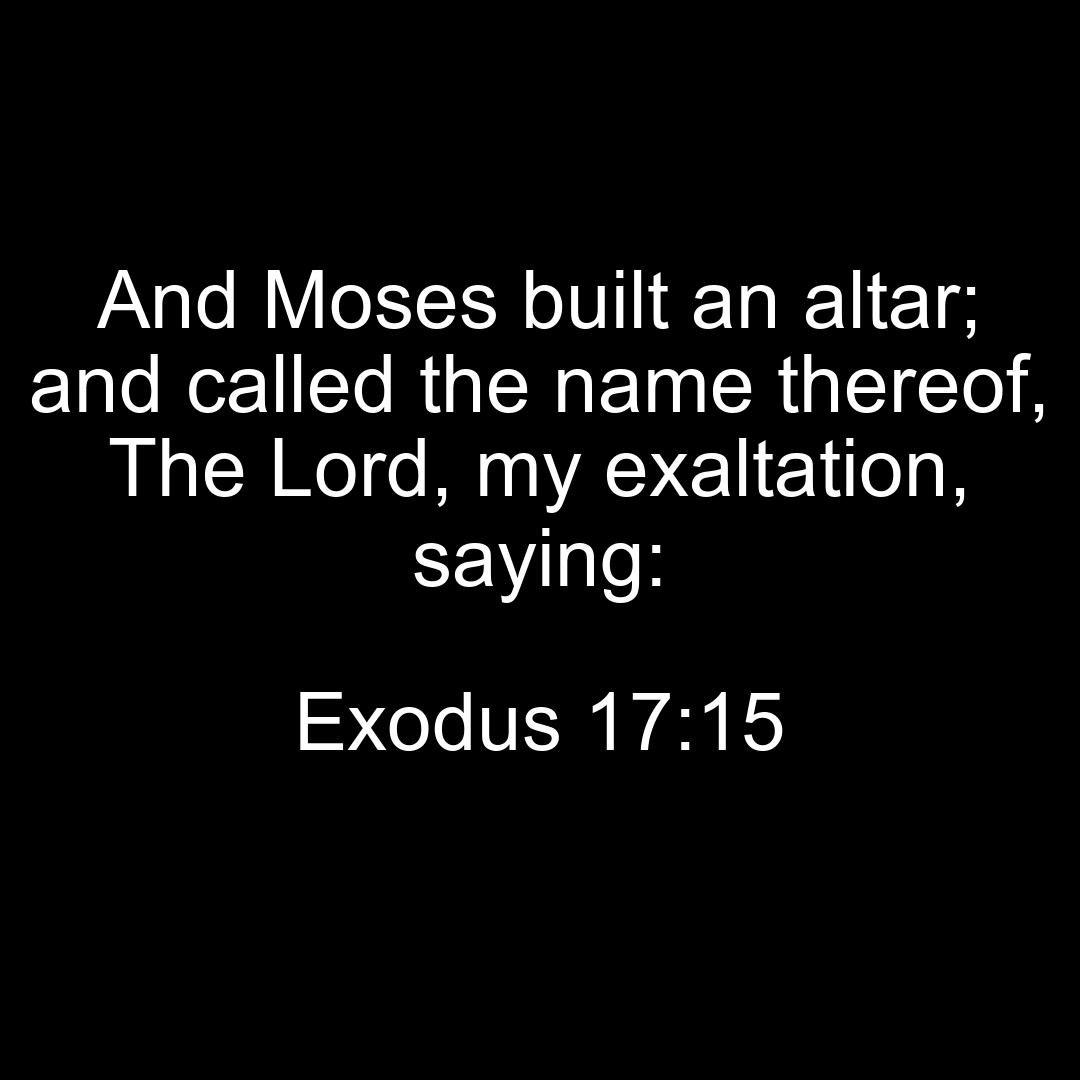 And Moses built an altar;
and called the name thereof,
The Lord, my exaltation,
saying:
Exodus 17:15